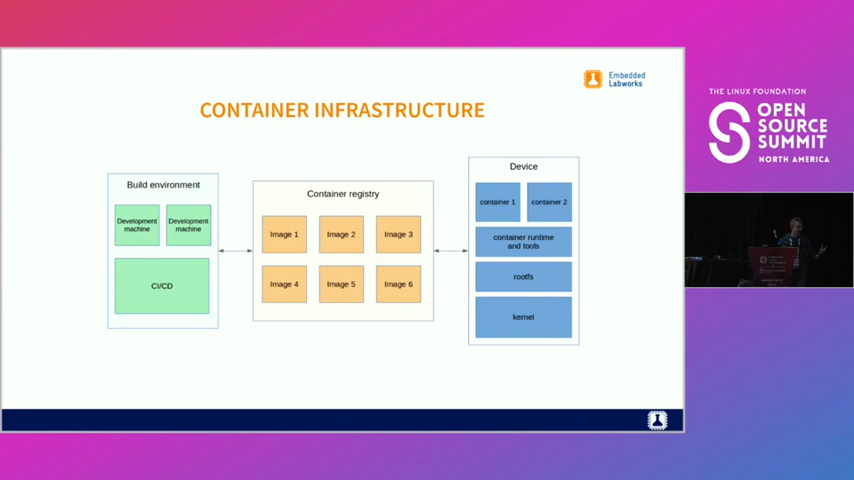 Embedded
Labworks
CONTAINER INFRASTRUCTURE
Build environment
Development
machine
Development
machine
CI/CD
Container registry
Image 1
Image 2
Image 3
Image 4
Image 5
Image 6
Device
container 1
container 2
container runtime
and tools
rootfs
kernel
THE LINUX FOUNDATION
OPEN
SOURCE
SUMMIT
NORTH AMERICA